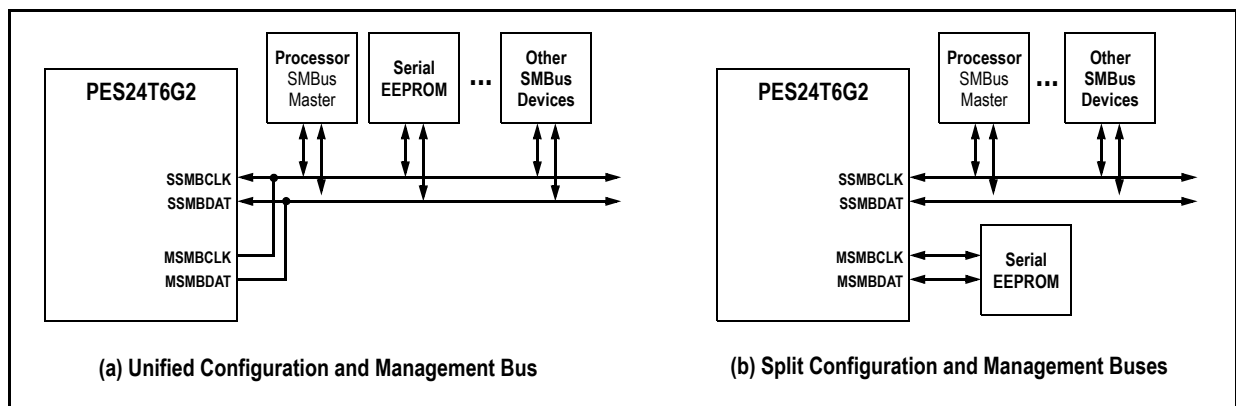 PES24T6G2
Processor
SMBus
Master
Serial
EEPROM
...
Other
SMBus
Devices
SSMBCLK
SSMBDAT
MSMBCLK
MSMBDAT
(a) Unified Configuration and Management Bus
PES24T6G2
Processor
SMBus
Master
...
Other
SMBus
Devices
SSMBCLK
SSMBDAT
MSMBCLK
MSMBDAT
Serial
EEPROM
(b) Split Configuration and Management Buses